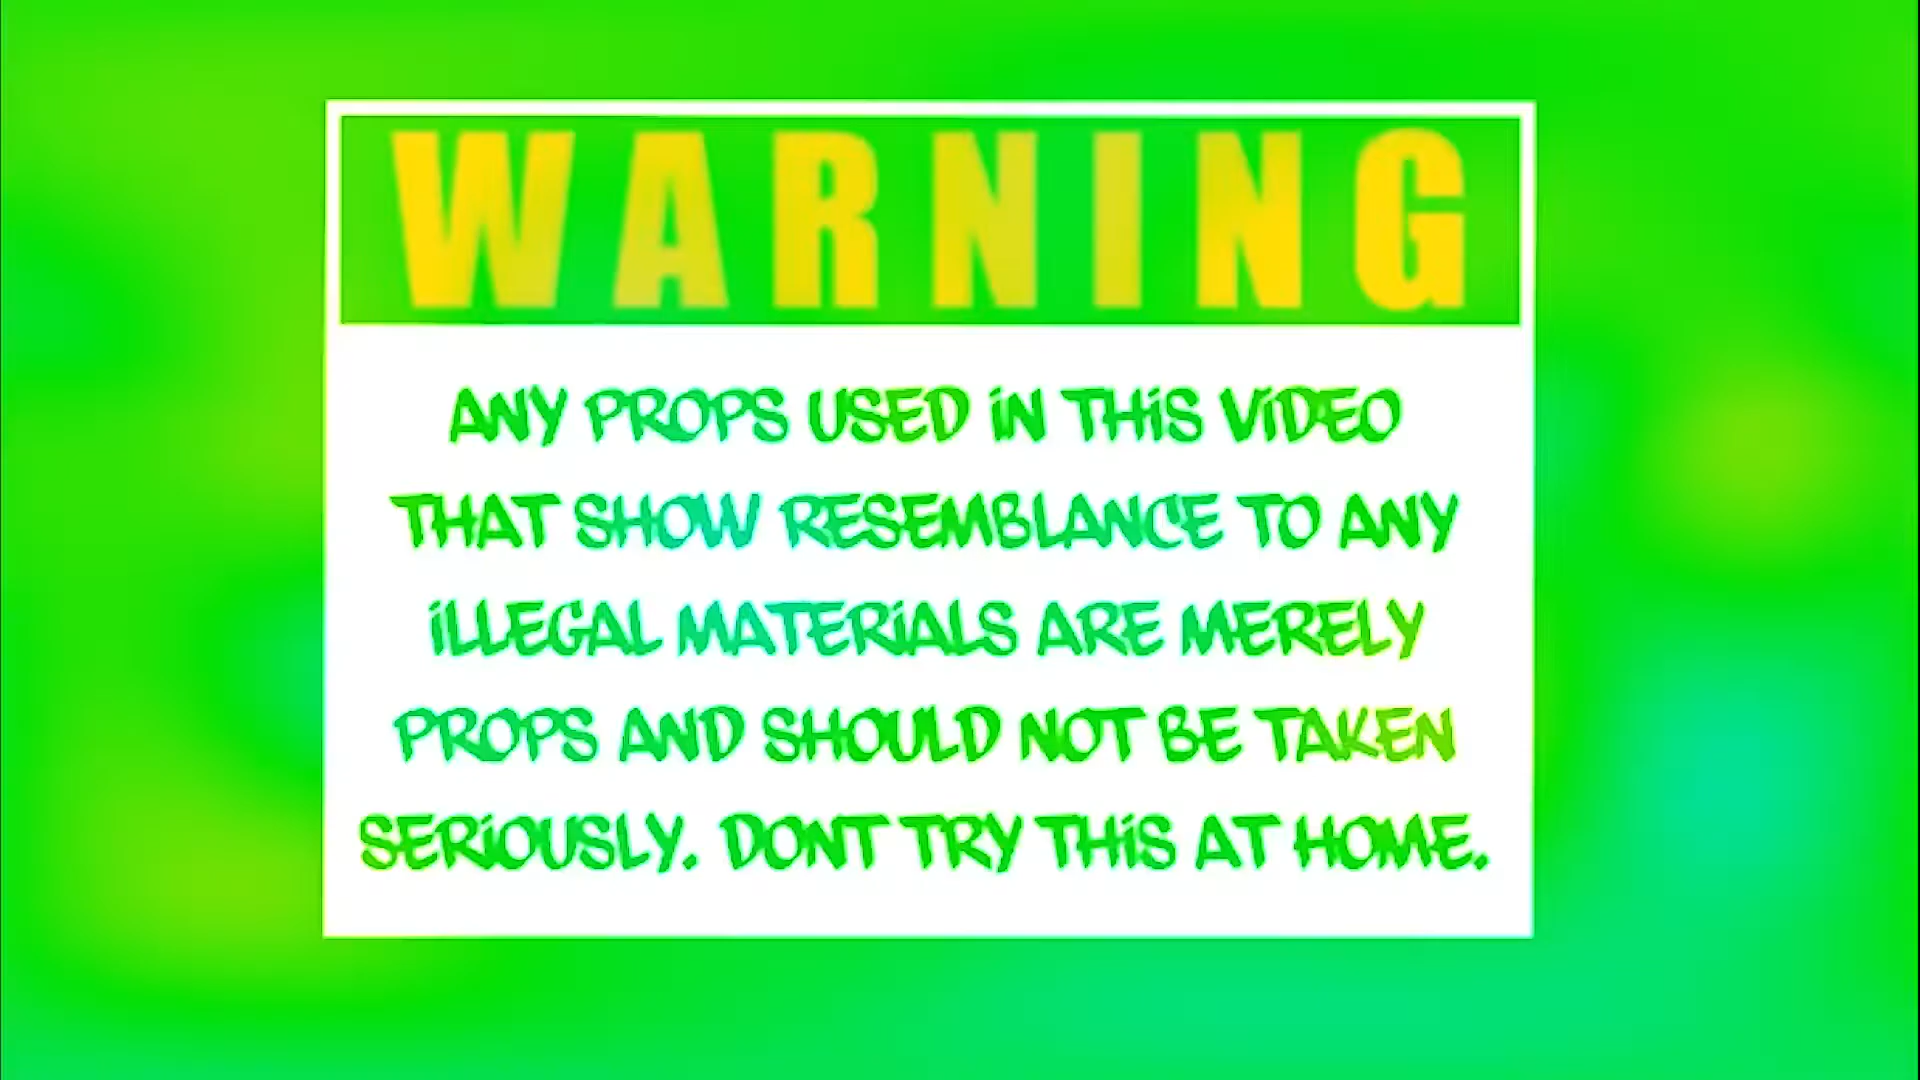 WARNING
ANY PROPS USED iN THiS ViDEO
THAT SHOW RESEMBLANCE TO ANY
iLLEGAL MATERiALS ARE MERELY
PROPS AND SHOULD NOT BE TAKEN
SERiOUSLY. DONT TRY THiS AT HOME.